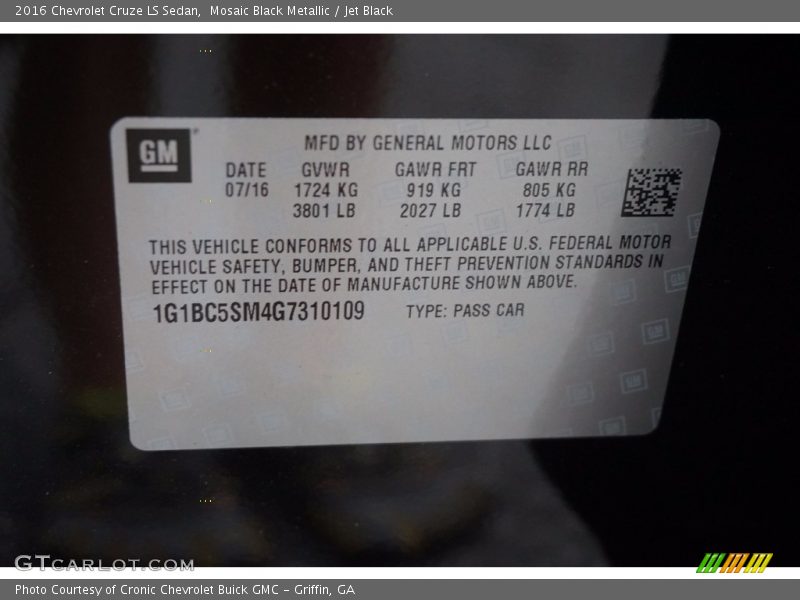 2016 Chevrolet Cruze LS Sedan,  Mosaic Black Metallic / Jet Black
GM
MFD BY GENERAL MOTORS LLC
DATE GVWR GAWR FRT GAWR RR
07/16 1724 KG 919 KG 805 KG
3801 LB 2027 LB 1774 LB
THIS VEHICLE CONFORMS TO ALL APPLICABLE U.S. FEDERAL MOTOR
VEHICLE SAFETY, BUMPER, AND THEFT PREVENTION STANDARDS IN
EFFECT ON THE DATE OF MANUFACTURE SHOWN ABOVE.
1G1BC5SM4G7310109 TYPE: PASS CAR
GTCARLOT.COM
Photo Courtesy of Cronic Chevrolet Buick GMC - Griffin, GA